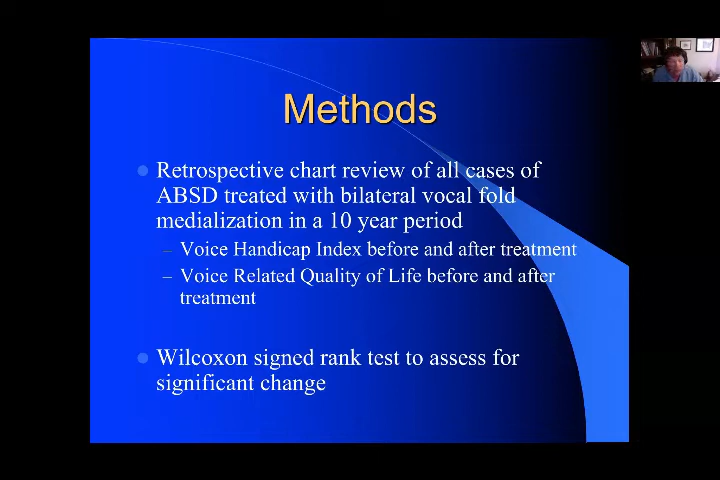 Methods
Retrospective chart review of all cases of
ABSD treated with bilateral vocal fold
medialization in a 10 year period
– Voice Handicap Index before and after treatment
– Voice Related Quality of Life before and after
treatment
Wilcoxon signed rank test to assess for
significant change